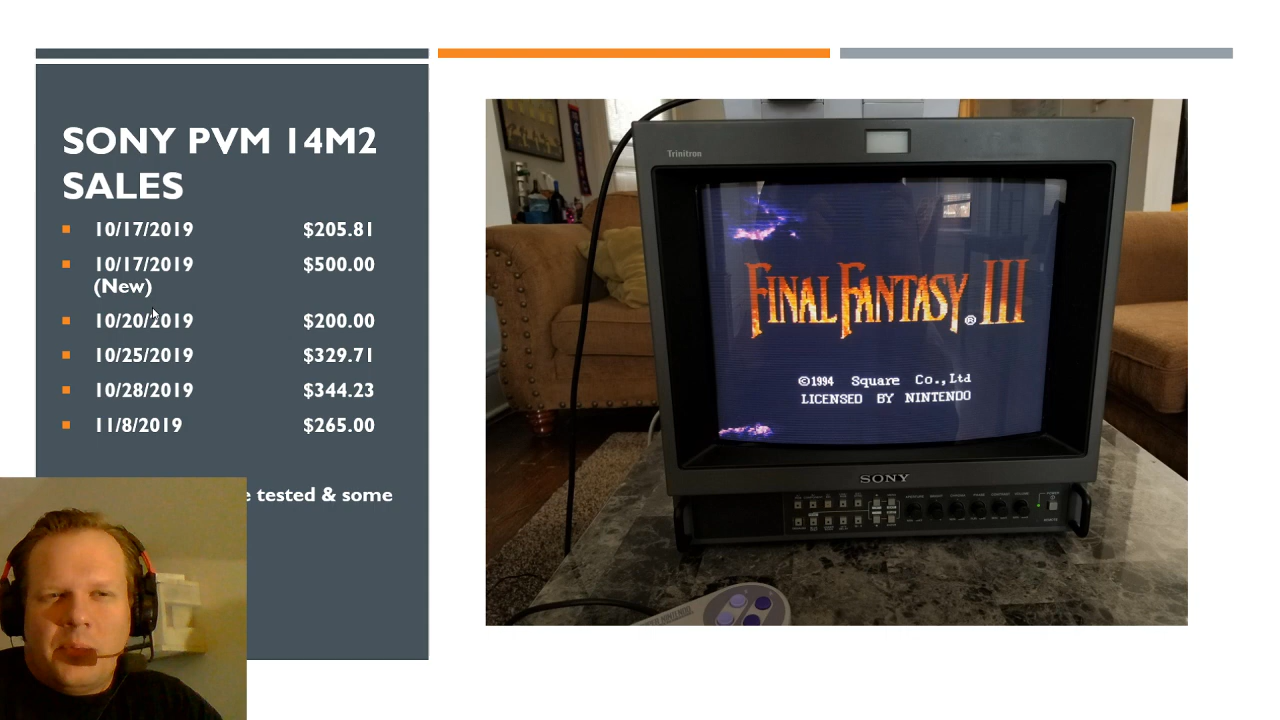 SONY PVM 14M2
SALES
10/17/2019 $205.81
10/17/2019 $500.00
(New)
10/20/2019 $200.00
10/25/2019 $329.71
10/28/2019 $344.23
11/8/2019 $265.00
tested & some
Trinitron
FINAL FANTASY® III
©1994 Square Co.,Ltd
LICENSED BY NINTENDO
SONY
NINTENDO